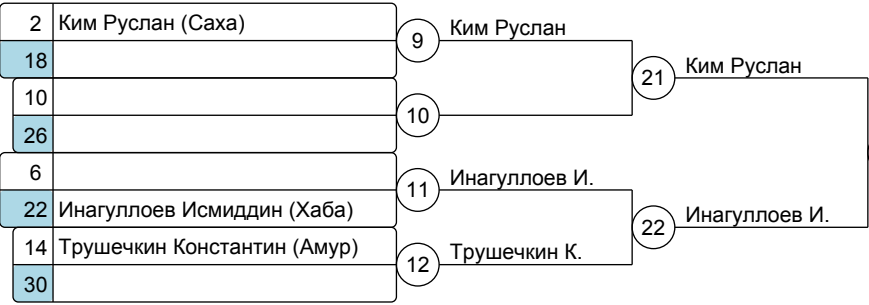 2 Ким Руслан (Саха)
18
9 Ким Руслан
10
26
10
21 Ким Руслан
6
22 Инагуллоев Исмиддин (Хаба)
11 Инагуллоев И.
14 Трушечкин Константин (Амур)
30
12 Трушечкин К.
22 Инагуллоев И.